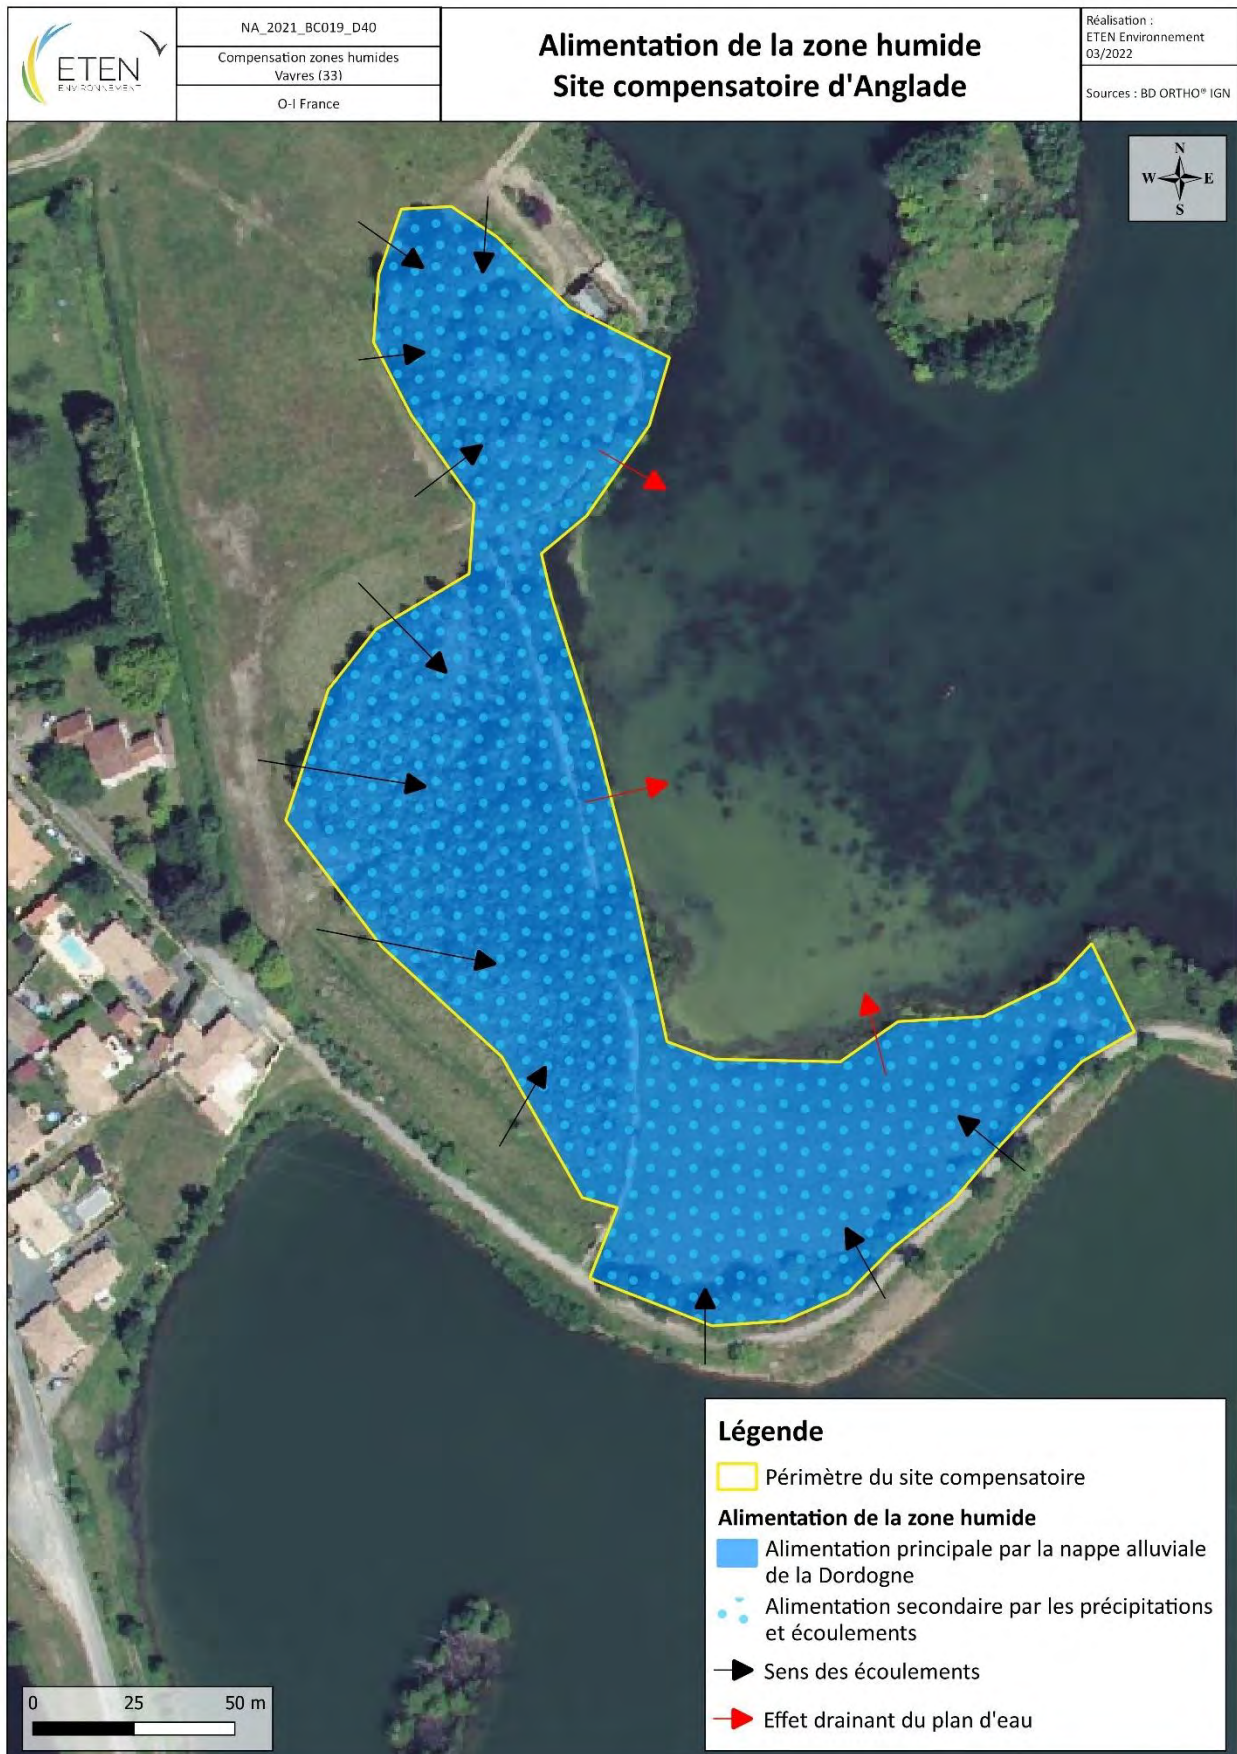 ETEN
ENVIRONNEMENT
NA_2021_BC019_D40
Compensation zones humides
Vavres (33)
O-I France
Alimentation de la zone humide
Site compensatoire d'Anglade
Réalisation :
ETEN Environnement
03/2022
Sources : BD ORTHO® IGN
N
W E
S
Légende
Périmètre du site compensatoire
Alimentation de la zone humide
Alimentation principale par la nappe alluviale
de la Dordogne
Alimentation secondaire par les précipitations
et écoulements
Sens des écoulements
Effet drainant du plan d'eau
0 25 50 m